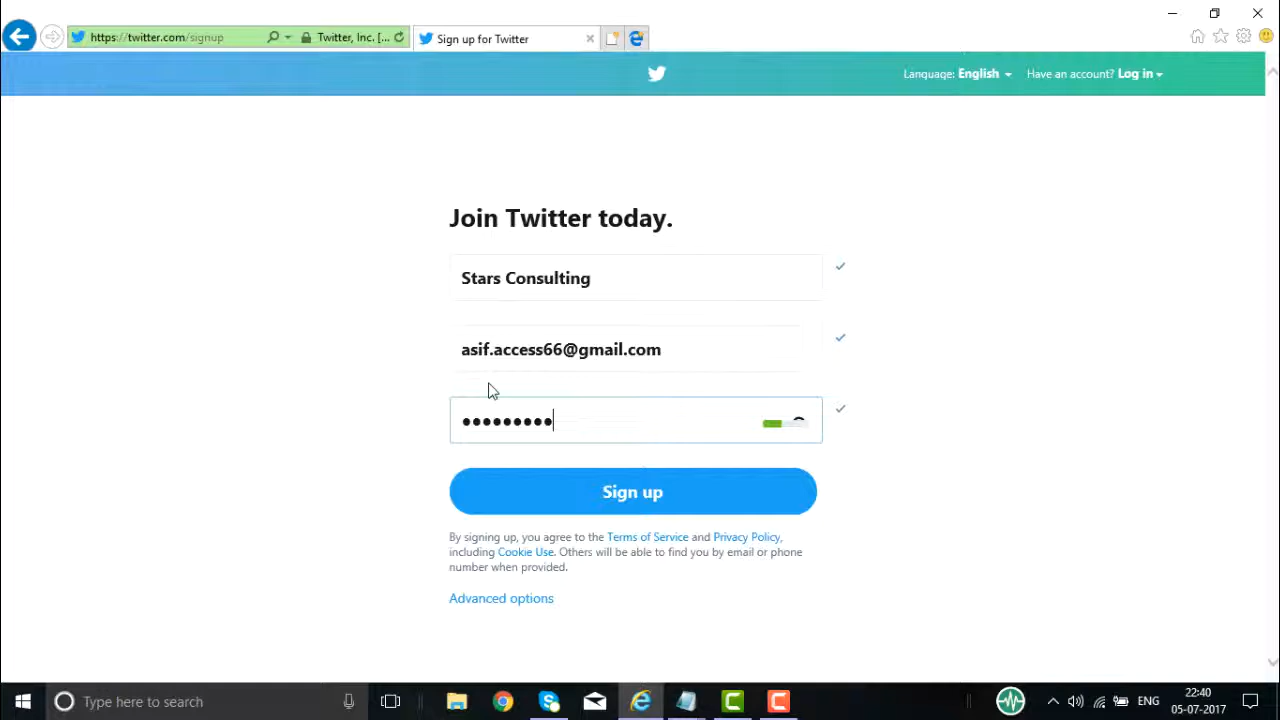 https://twitter.com/signup
Twitter, Inc. [...
Sign up for Twitter
Language: English
Have an account? Log in
Join Twitter today.
Stars Consulting
asif.access66@gmail.com
Sign up
By signing up, you agree to the Terms of Service and Privacy Policy,
including Cookie Use. Others will be able to find you by email or phone
number when provided.
Advanced options
Type here to search
ENG
22:40
05-07-2017